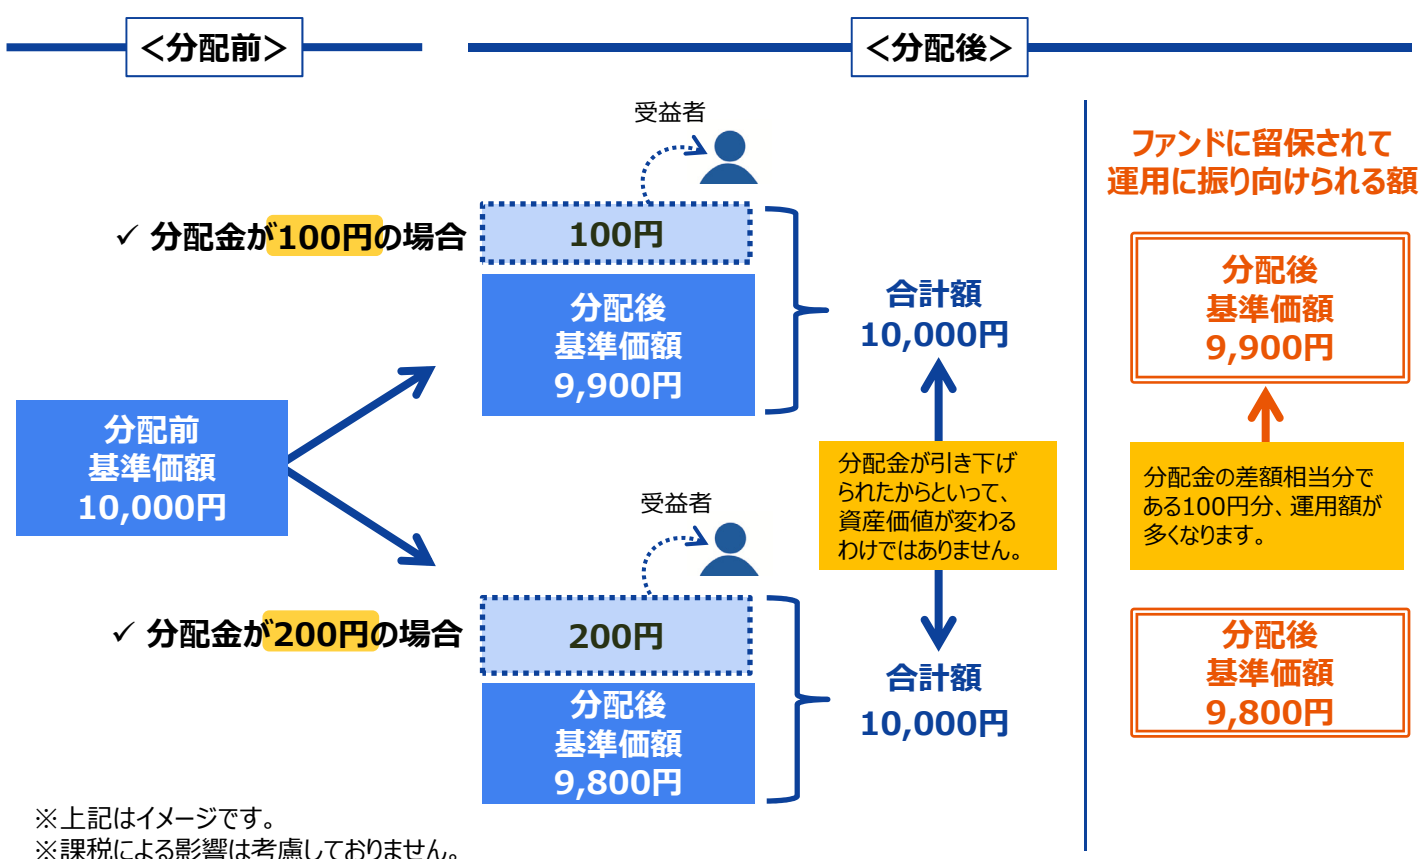 ＜分配前＞
＜分配後＞
受益者
ファンドに留保されて
運用に振り向けられる額
✓ 分配金が100円の場合
100円
分配後
基準価額
9,900円
合計額
10,000円
分配後
基準価額
9,900円
分配前
基準価額
10,000円
分配金が引き下げ
られたからといって、
資産価値が変わる
わけではありません。
分配金の差額相当分で
ある100円分、運用額が
多くなります。
受益者
✓ 分配金が200円の場合
200円
分配後
基準価額
9,800円
合計額
10,000円
分配後
基準価額
9,800円
※上記はイメージです。
※課税による影響は考慮しておりません。